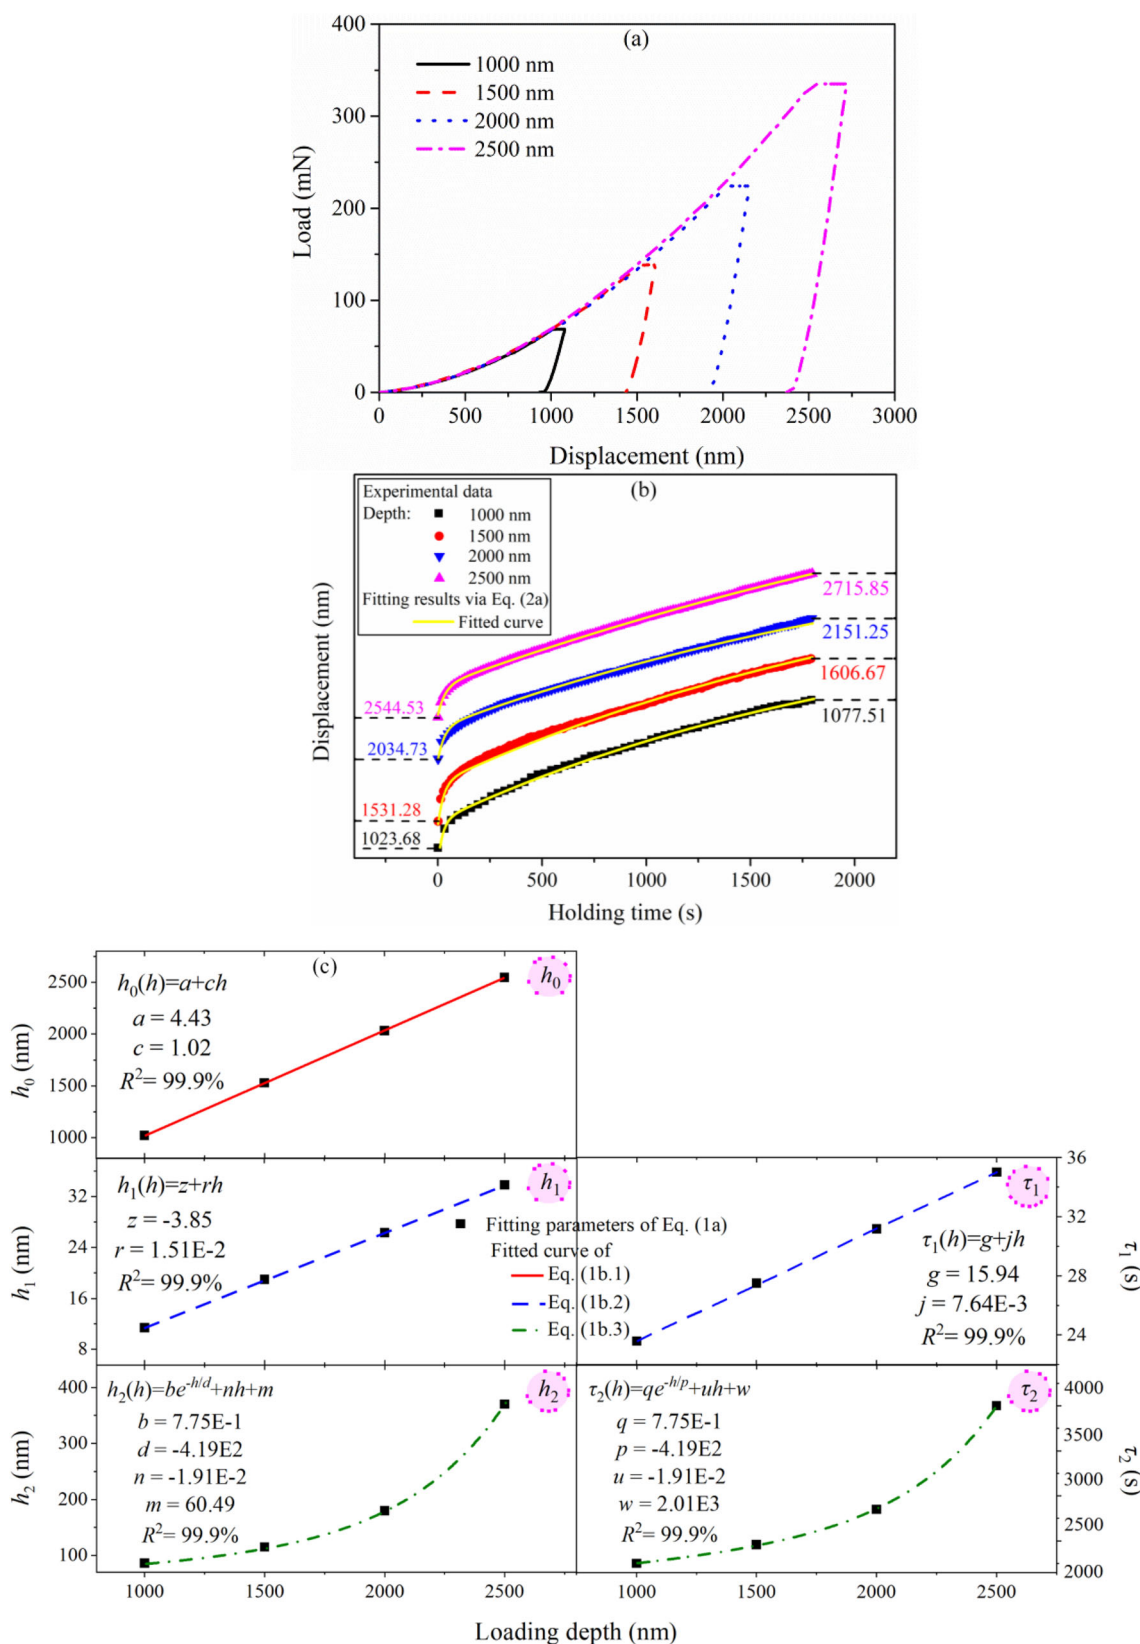 (a)
400
300
200
100
0
Load (mN)
1000 nm
1500 nm
2000 nm
2500 nm
0 500 1000 1500 2000 2500 3000
Displacement (nm)
(b)
Experimental data
Depth: 1000 nm
1500 nm
2000 nm
2500 nm
Fitting results via Eq. (2a)
Fitted curve
Displacement (nm)
2544.53
2034.73
1531.28
1023.68
2715.85
2151.25
1606.67
1077.51
0 500 1000 1500 2000
Holding time (s)
(c)
h0 (nm)
2500
2000
1500
1000
h0(h)=a+ch
a = 4.43
c = 1.02
R²= 99.9%
h0
h1 (nm)
32
24
16
8
h1(h)=z+rh
z = -3.85
r = 1.51E-2
R²= 99.9%
h1
Fitting parameters of Eq. (1a)
Fitted curve of
Eq. (1b.1)
Eq. (1b.2)
Eq. (1b.3)
τ1
τ1(h)=g+jh
g = 15.94
j = 7.64E-3
R²= 99.9%
36
32
28
24
τ1 (s)
h2 (nm)
400
300
200
100
h2(h)=be^-h/d+nh+m
b = 7.75E-1
d = -4.19E2
n = -1.91E-2
m = 60.49
R²= 99.9%
h2
τ2(h)=qe^-h/p+uh+w
q = 7.75E-1
p = -4.19E2
u = -1.91E-2
w = 2.01E3
R²= 99.9%
τ2
4000
3500
3000
2500
2000
τ2 (s)
1000 1500 2000 2500 1000 1500 2000 2500
Loading depth (nm)